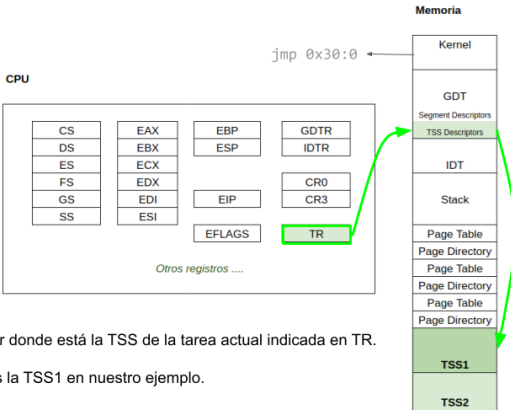 Memoria
Kernel
jmp 0x30:0
CPU
GDT
Segment Descriptors
TSS Descriptors
CS
EAX
EBP
GDTR
DS
EBX
ESP
IDTR
ES
ECX
FS
EDX
CR0
GS
EDI
EIP
CR3
SS
ESI
EFLAGS
TR
Otros registros ....
IDT
Stack
Page Table
Page Directory
Page Table
Page Directory
Page Table
Page Directory
TSS1
TSS2
r donde está la TSS de la tarea actual indicada en TR.
s la TSS1 en nuestro ejemplo.